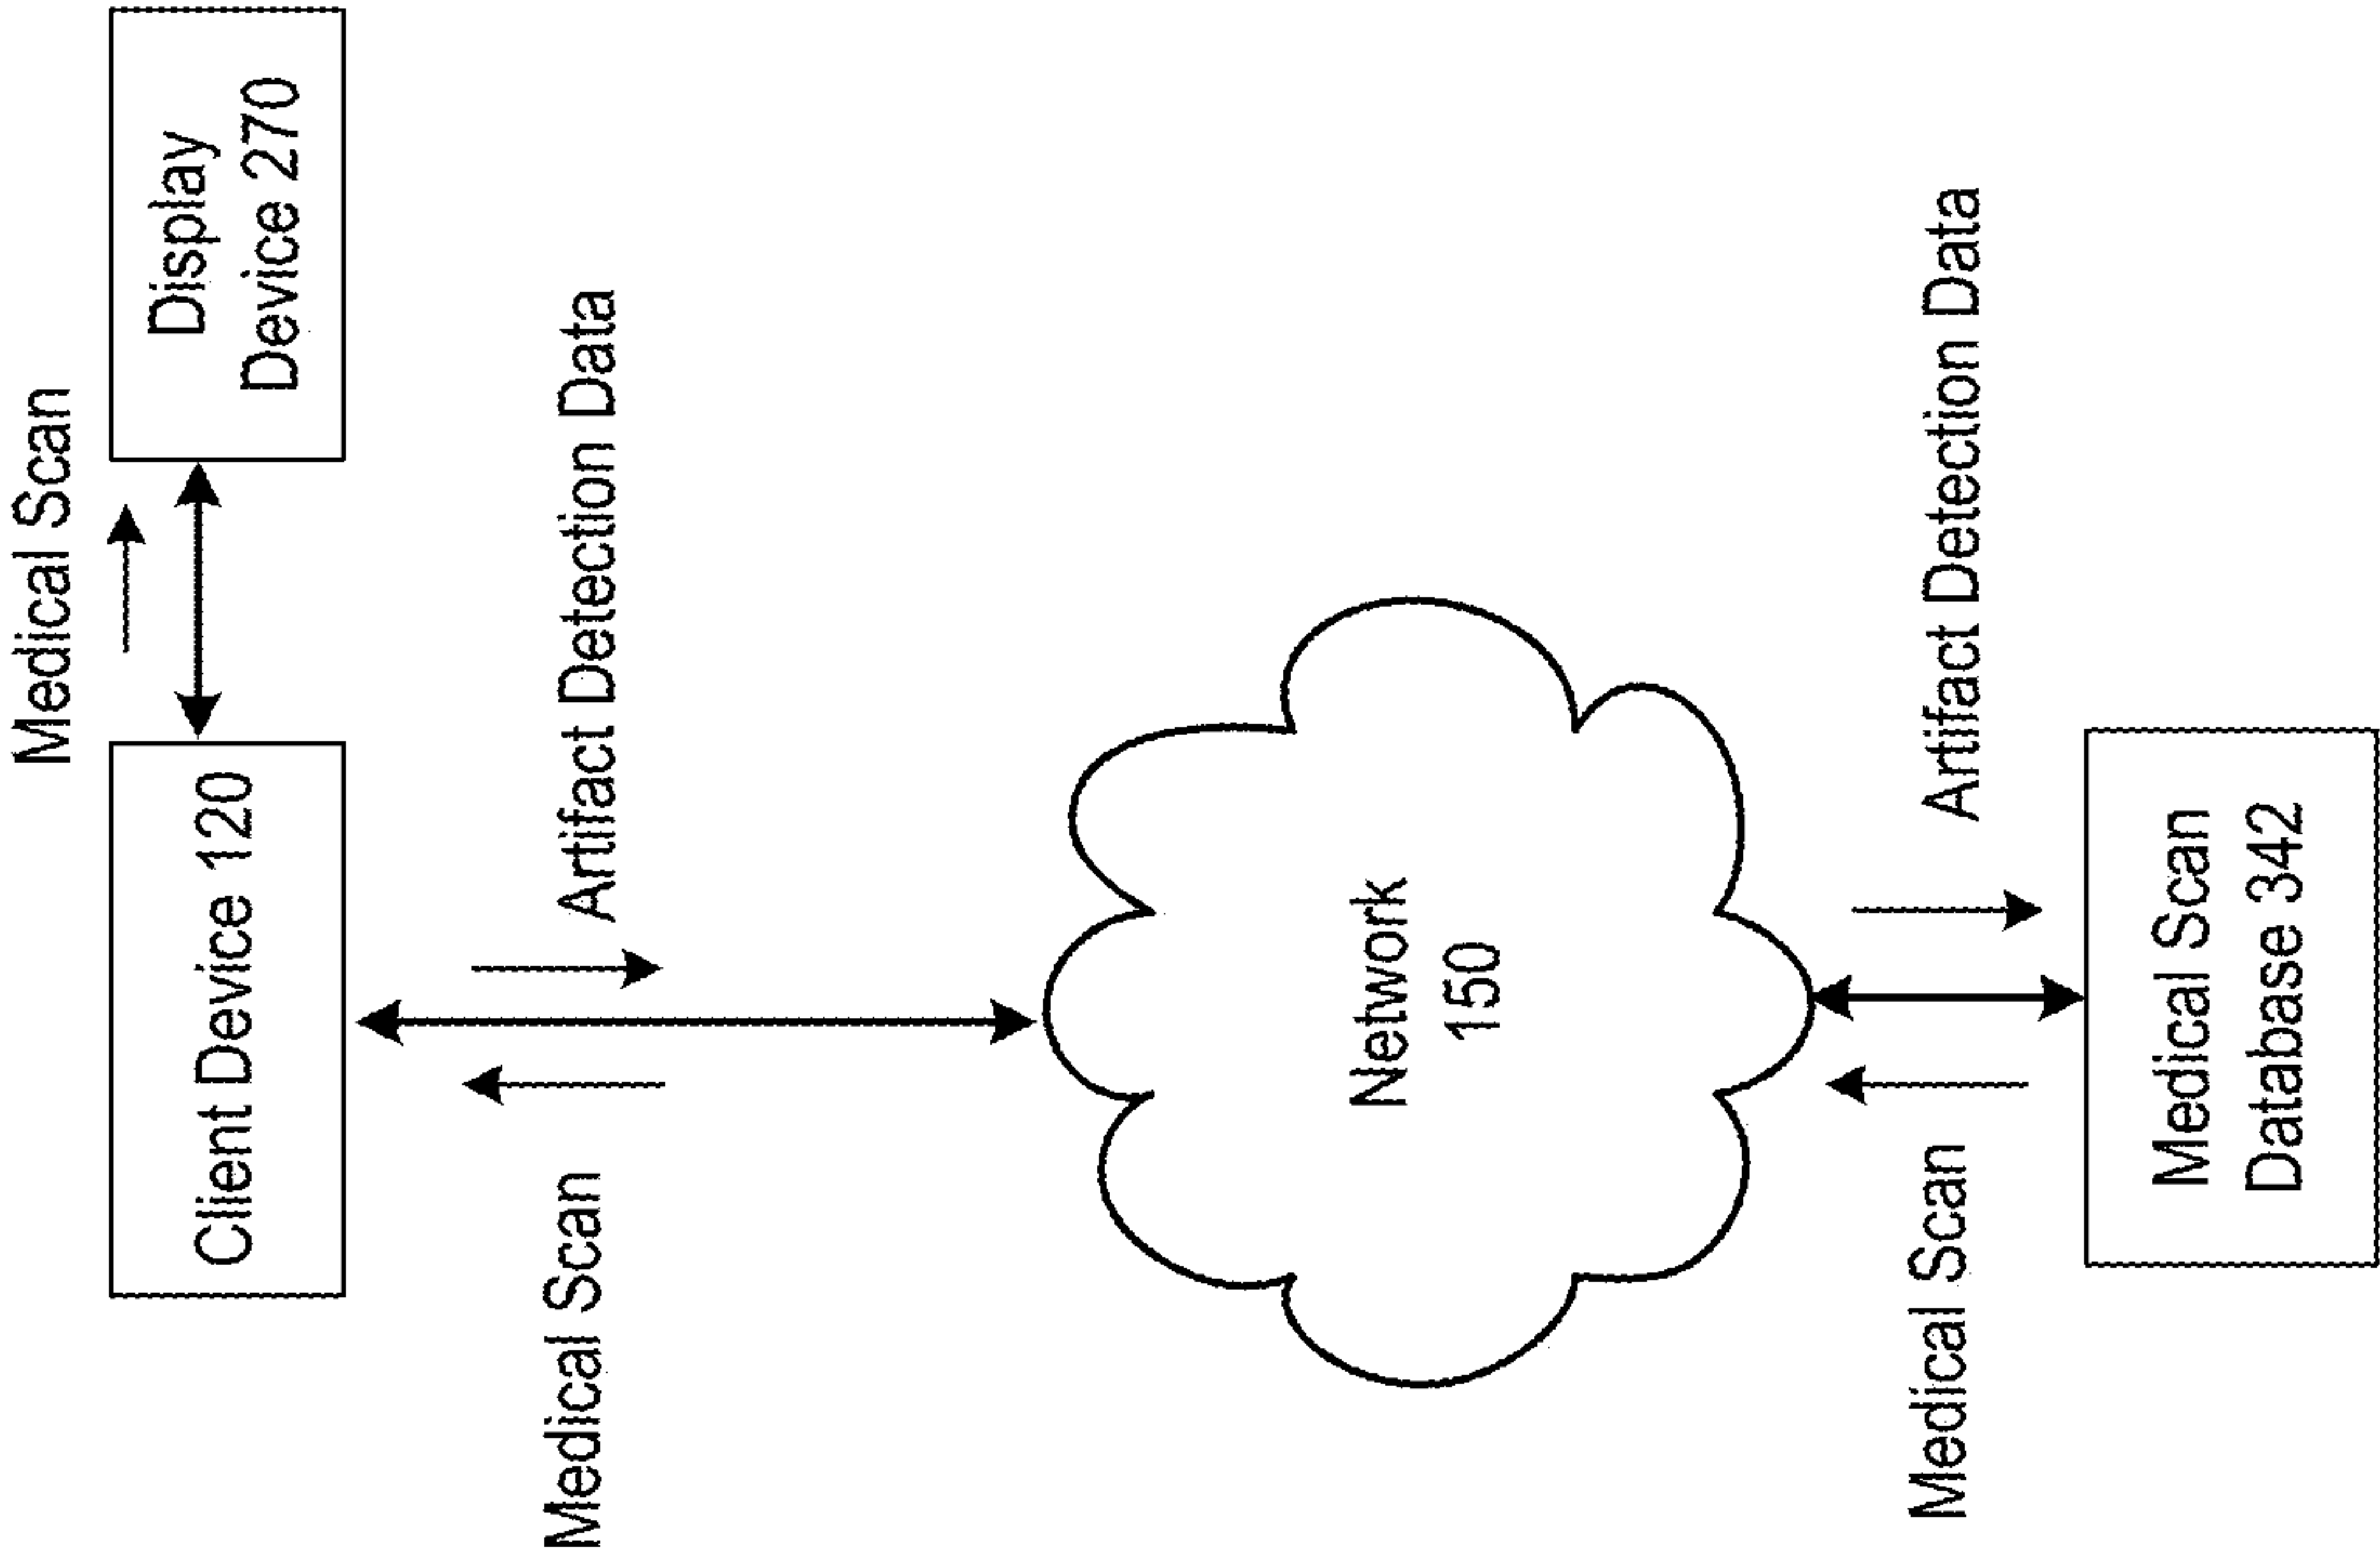 Medical Scan
Client Device 120
Display
Device 270
Medical Scan
Artifact Detection Data
Network
150
Medical Scan
Artifact Detection Data
Medical Scan
Database 342